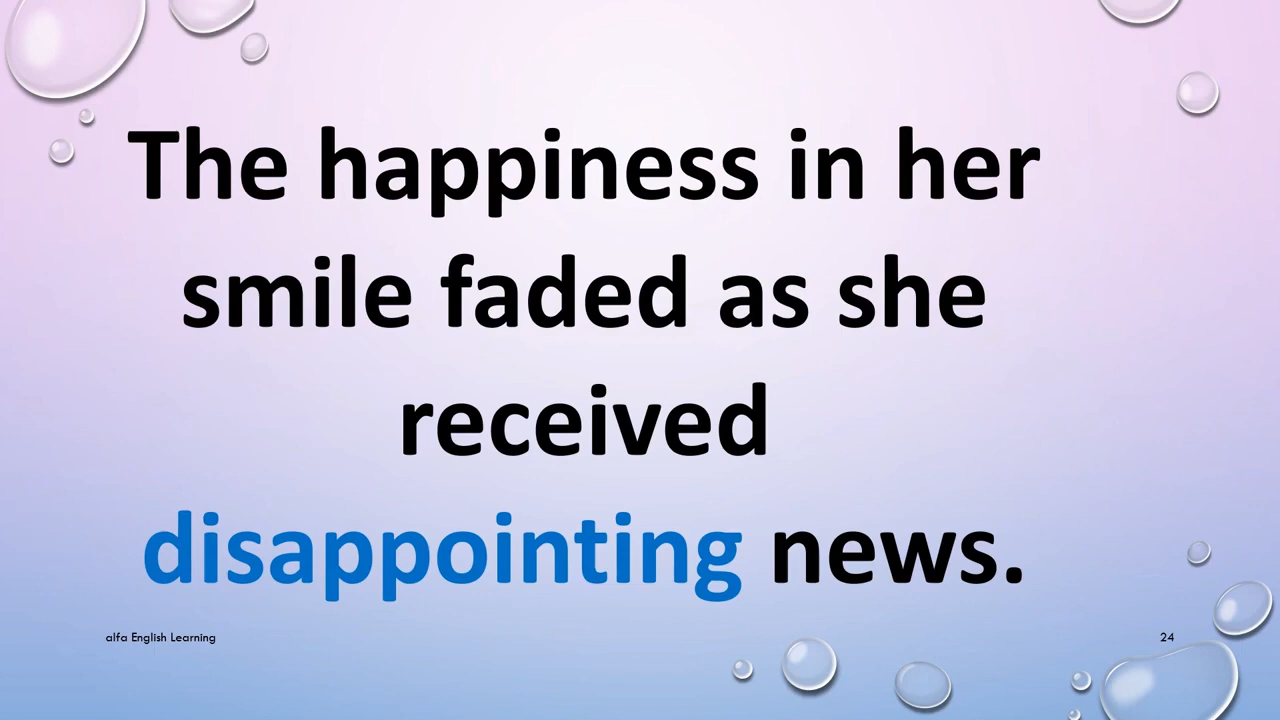 The happiness in her
smile faded as she
received
disappointing news.
alfa English Learning
24